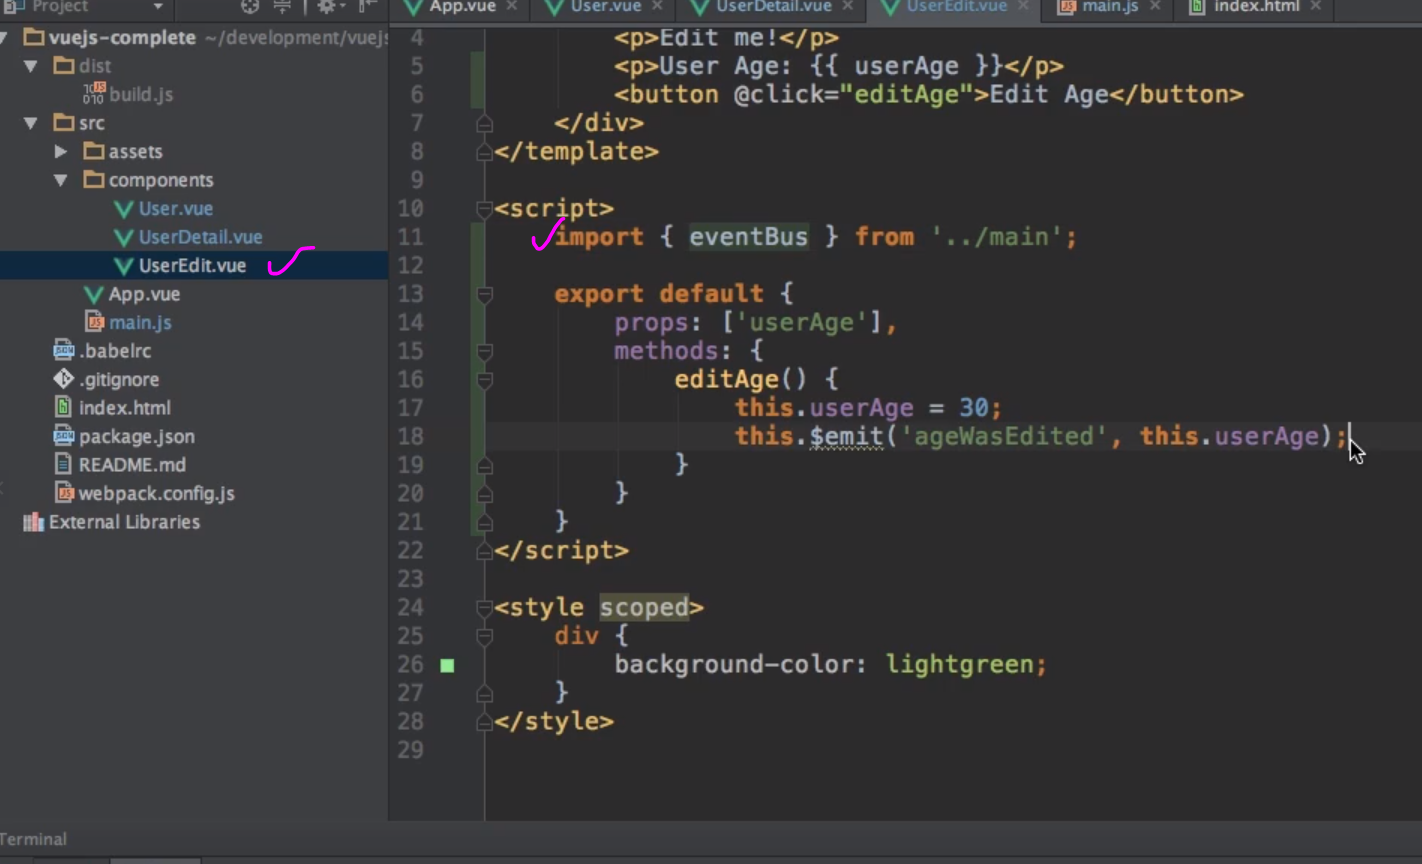 Project
App.vue
User.vue
UserDetail.vue
UserEdit.vue
main.js
index.html
vuejs-complete ~/development/vuejs
dist
build.js
src
assets
components
User.vue
UserDetail.vue
UserEdit.vue
App.vue
main.js
.babelrc
.gitignore
index.html
package.json
README.md
webpack.config.js
External Libraries
4 <p>Edit me!</p>
5 <p>User Age: {{ userAge }}</p>
6 <button @click="editAge">Edit Age</button>
7 </div>
8 </template>
9
10 <script>
11 import { eventBus } from '../main';
12
13 export default {
14 props: ['userAge'],
15 methods: {
16 editAge() {
17 this.userAge = 30;
18 this.$emit('ageWasEdited', this.userAge);
19 }
20 }
21 }
22 </script>
23
24 <style scoped>
25 div {
26 background-color: lightgreen;
27 }
28 </style>
29
Terminal